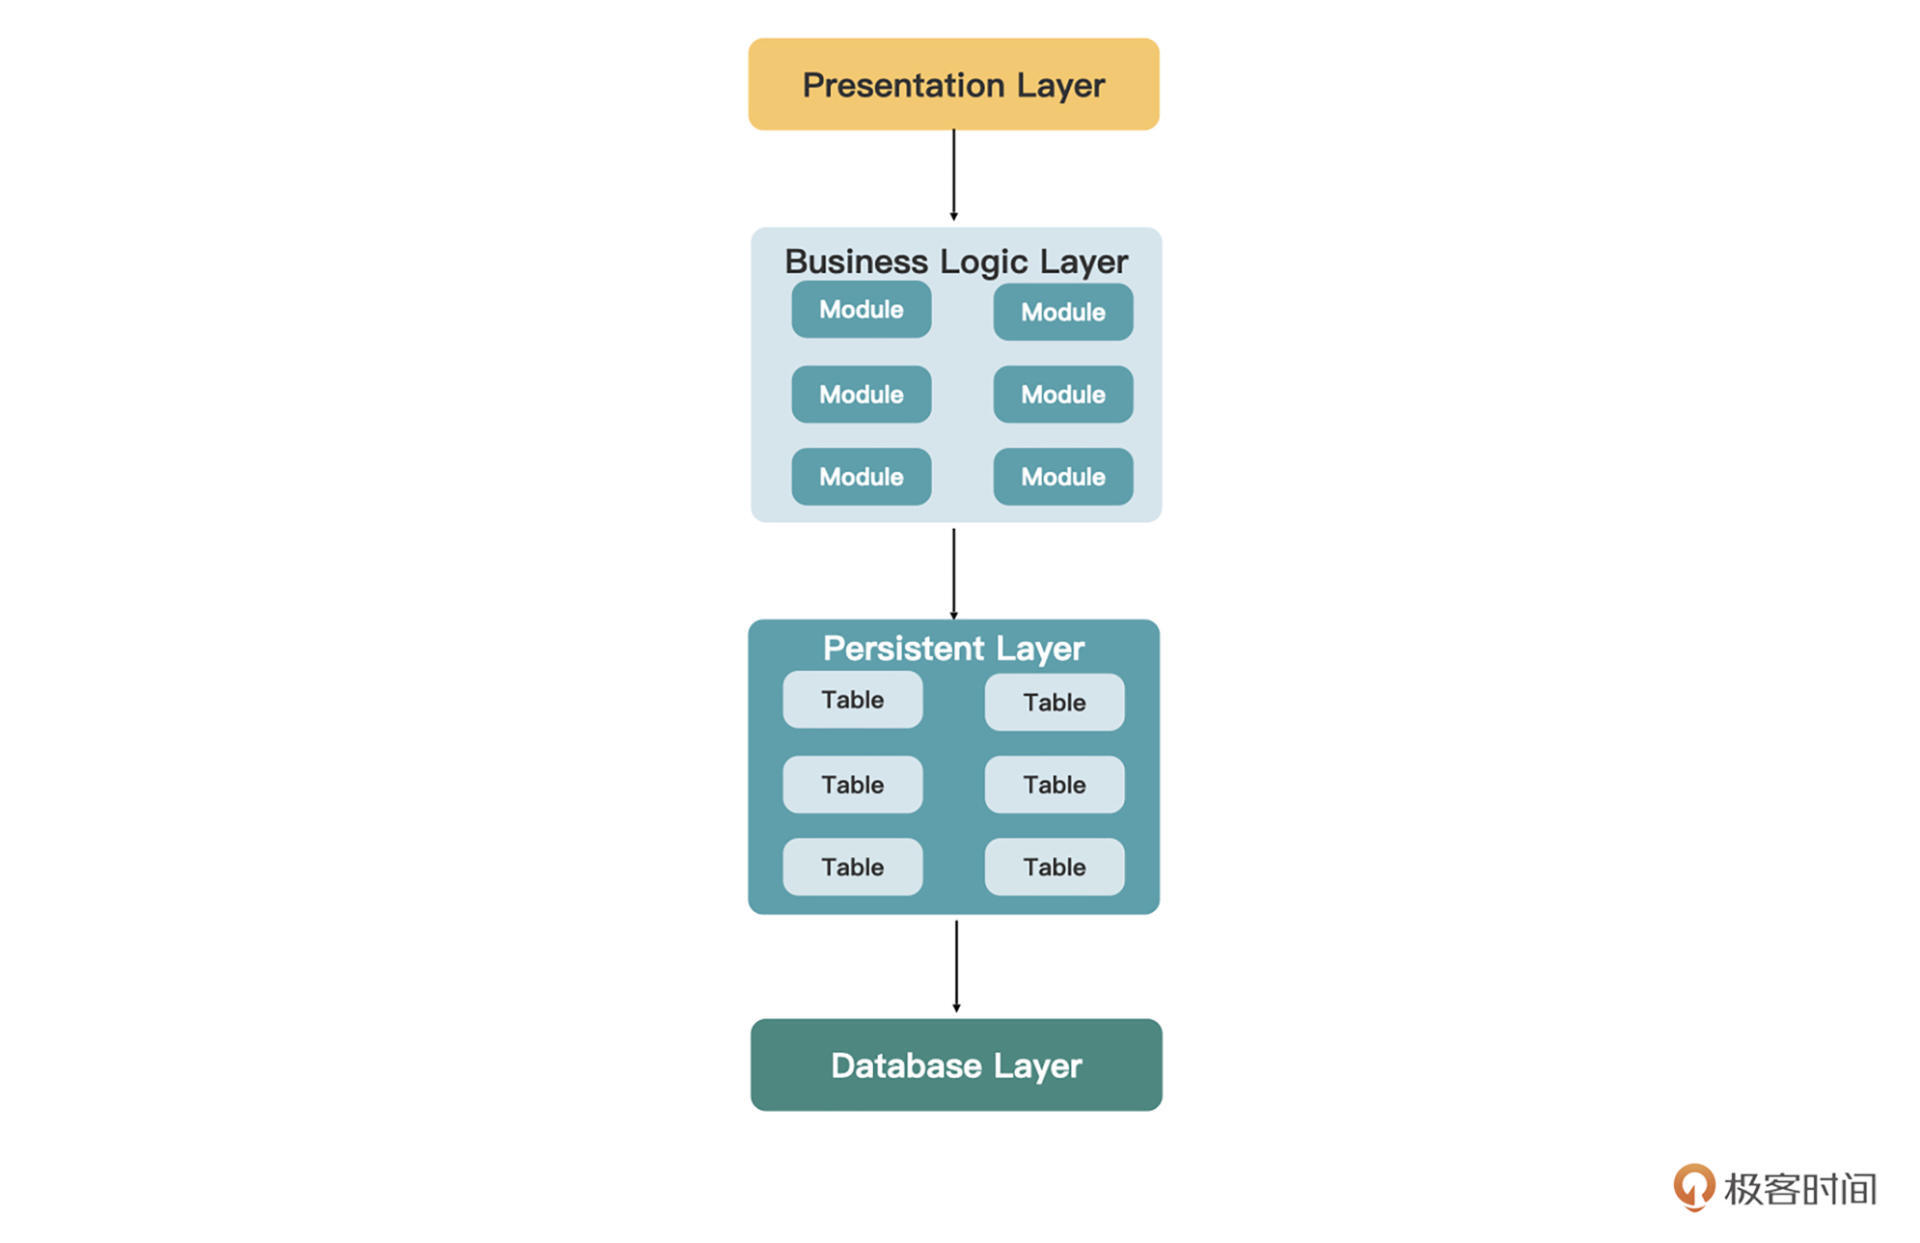 Presentation Layer
Business Logic Layer
Module Module
Module Module
Module Module
Persistent Layer
Table Table
Table Table
Table Table
Database Layer
极客时间